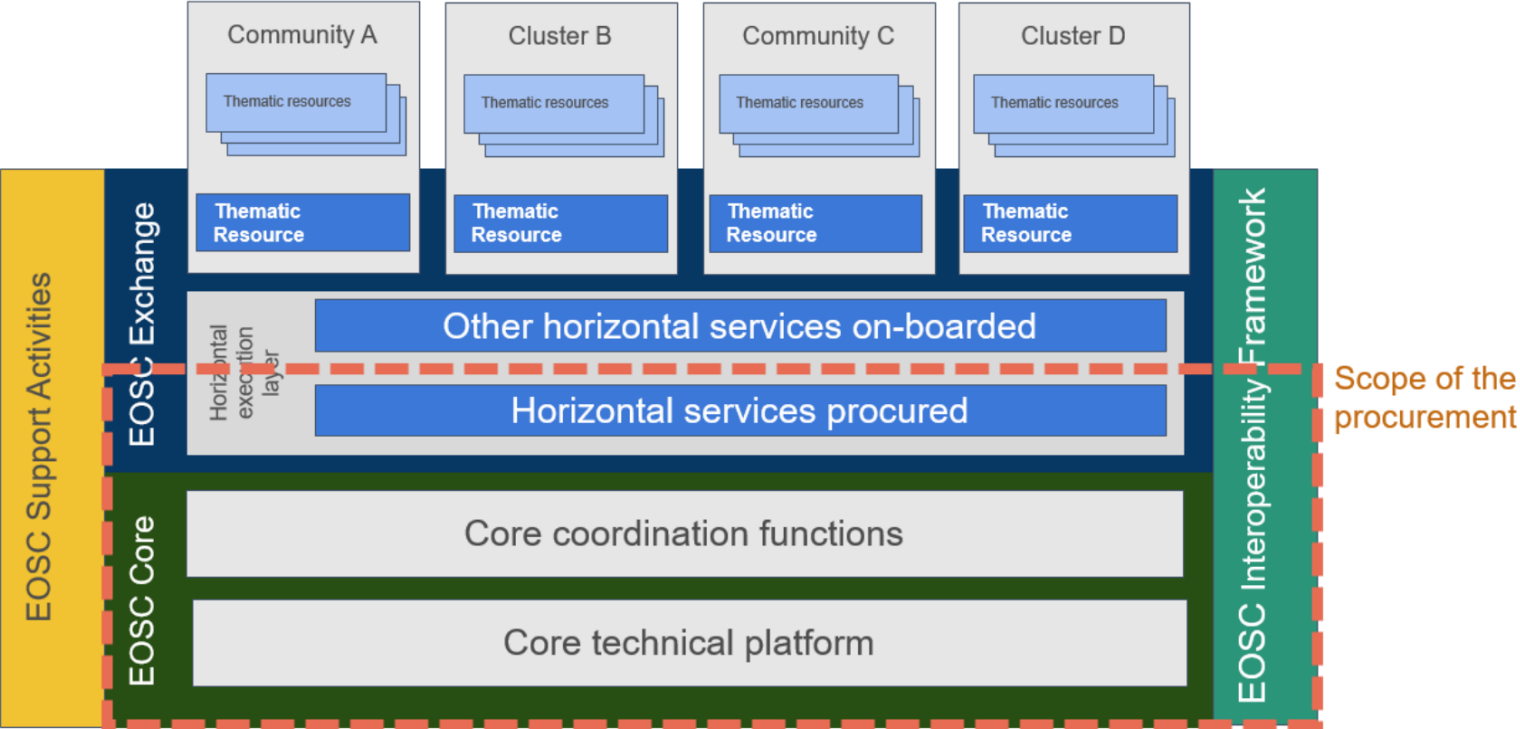 Community A
Cluster B
Community C
Cluster D
Thematic resources
Thematic resources
Thematic resources
Thematic resources
Thematic
Resource
Thematic
Resource
Thematic
Resource
Thematic
Resource
EOSC Support Activities
EOSC Exchange
Horizontal
execution
layer
Other horizontal services on-boarded
Horizontal services procured
EOSC Core
Core coordination functions
Core technical platform
EOSC Interoperability Framework
Scope of the
procurement